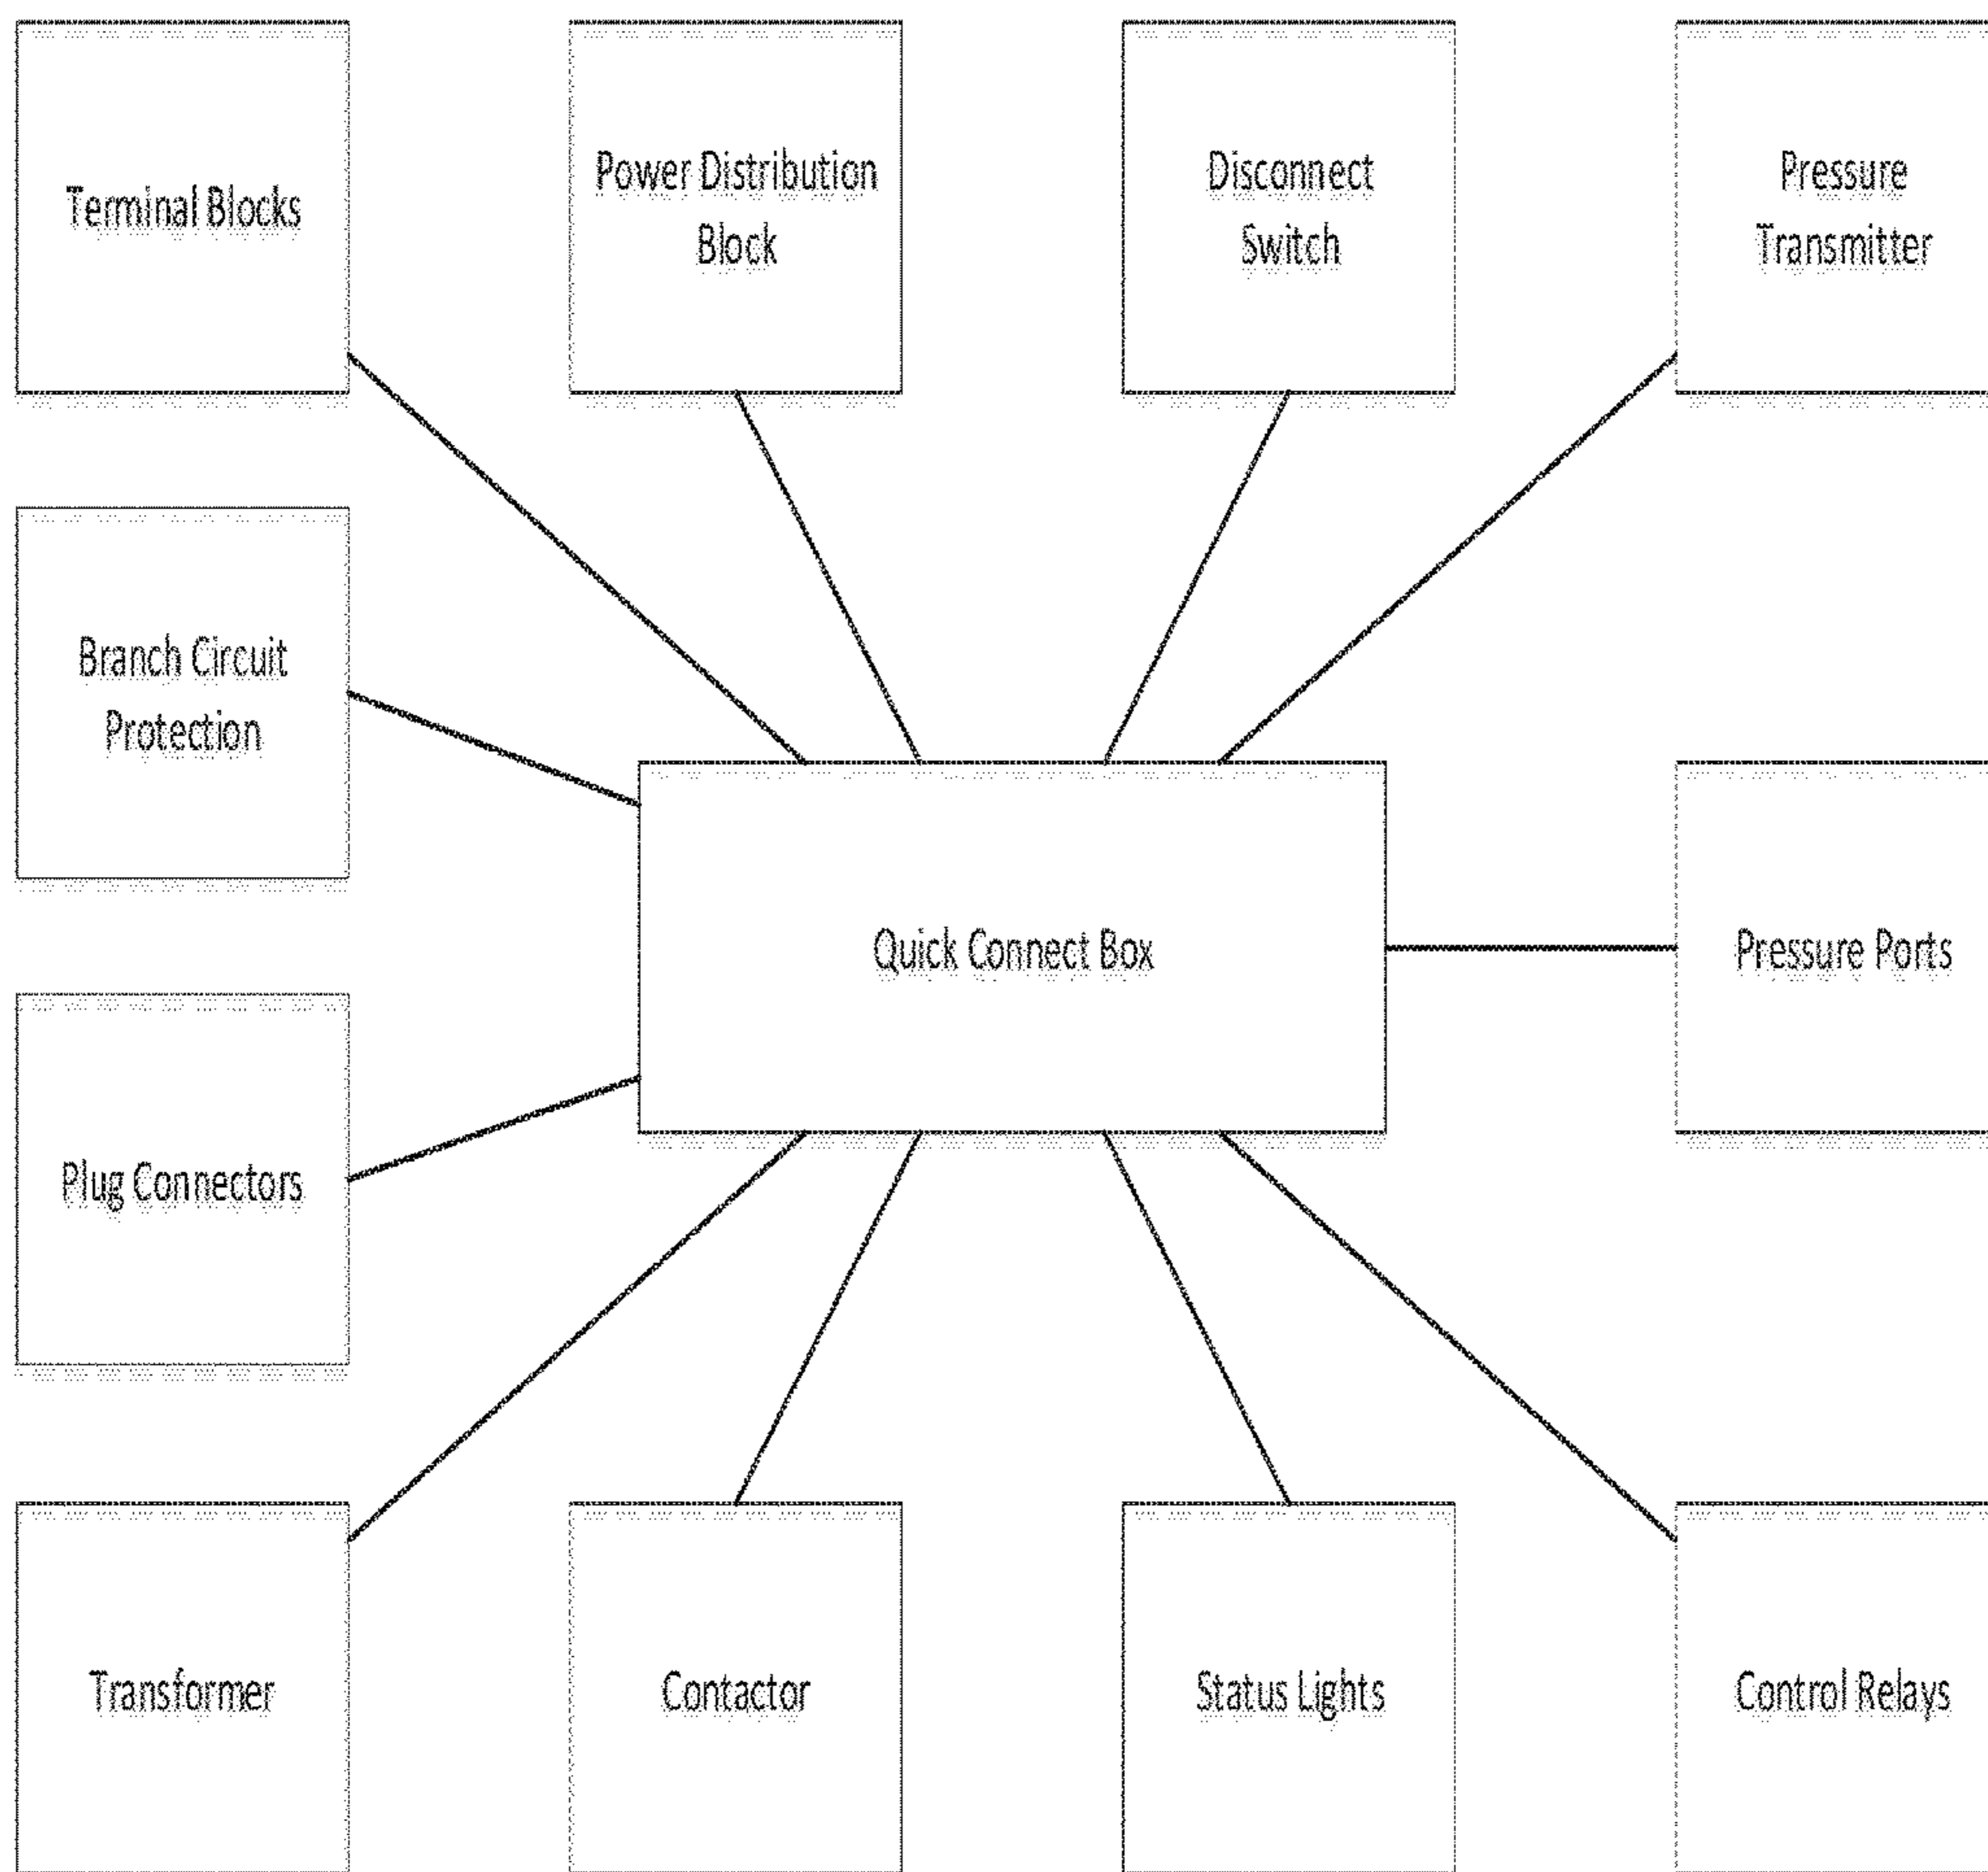 Terminal Blocks
Power Distribution
Block
Disconnect
Switch
Pressure
Transmitter
Branch Circuit
Protection
Quick Connect Box
Pressure Ports
Plug Connectors
Transformer
Contactor
Status Lights
Control Relays